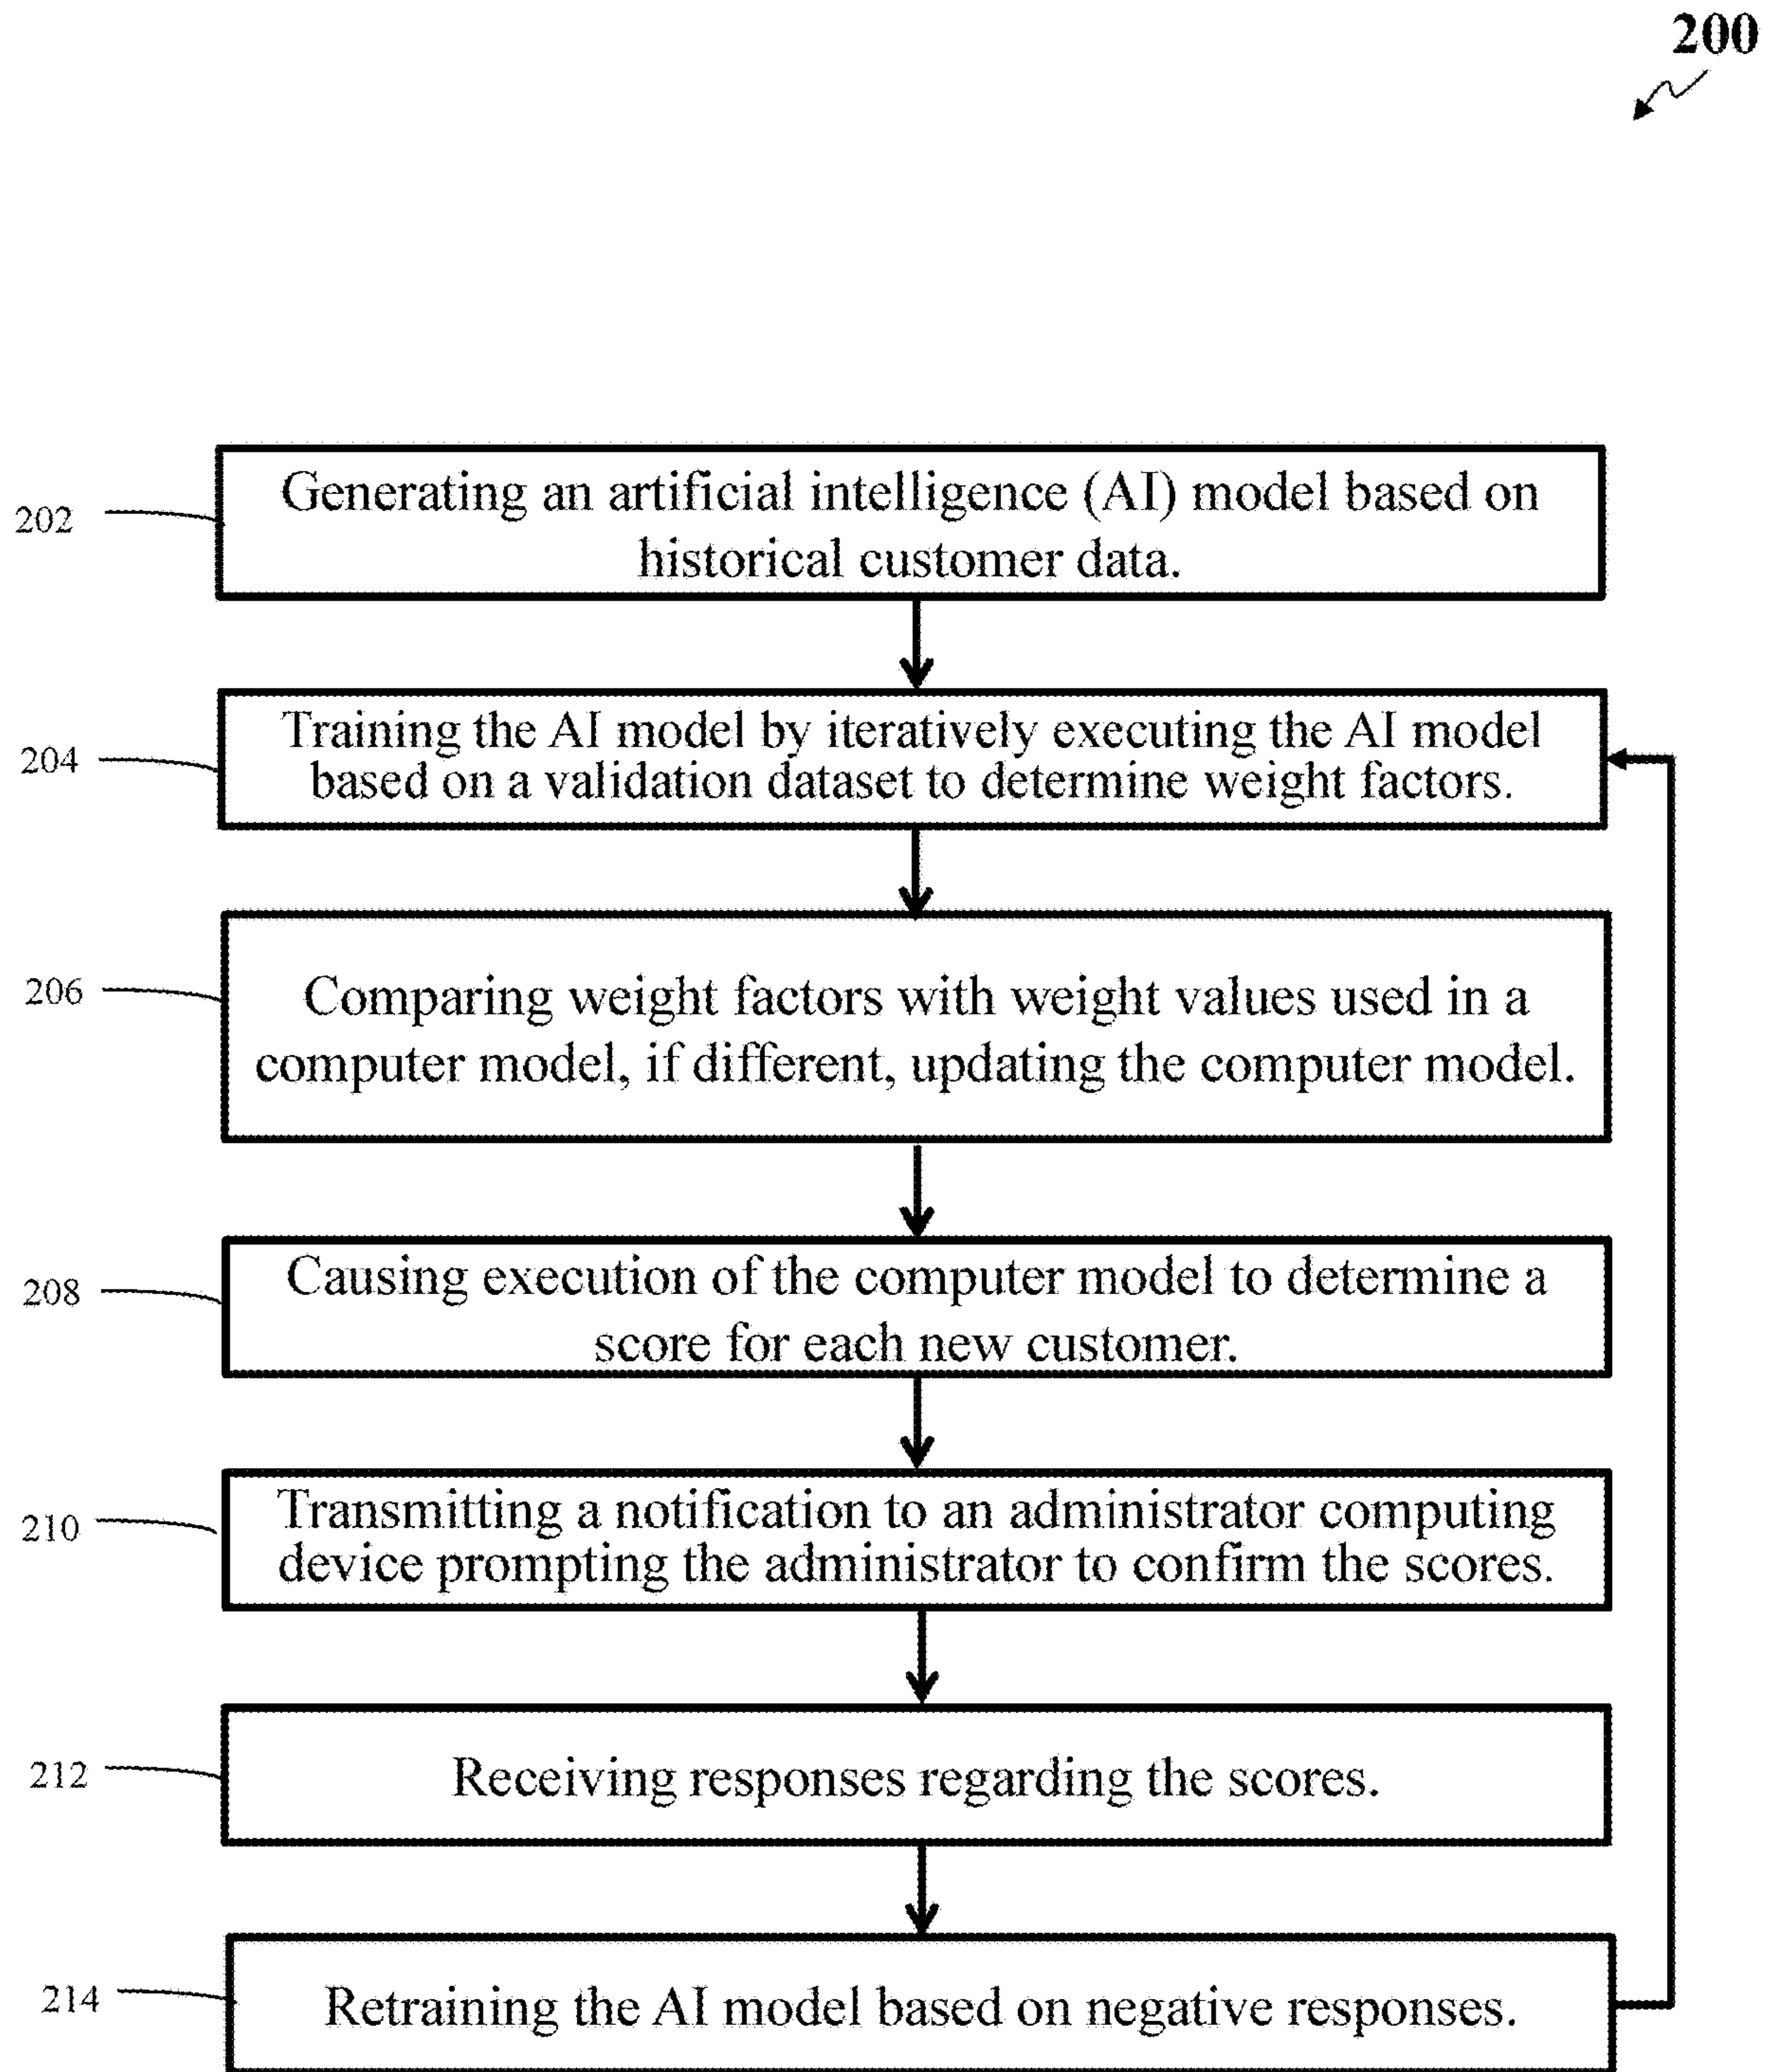 200
202
Generating an artificial intelligence (AI) model based on
historical customer data.
204
Training the AI model by iteratively executing the AI model
based on a validation dataset to determine weight factors.
206
Comparing weight factors with weight values used in a
computer model, if different, updating the computer model.
208
Causing execution of the computer model to determine a
score for each new customer.
210
Transmitting a notification to an administrator computing
device prompting the administrator to confirm the scores.
212
Receiving responses regarding the scores.
214
Retraining the AI model based on negative responses.